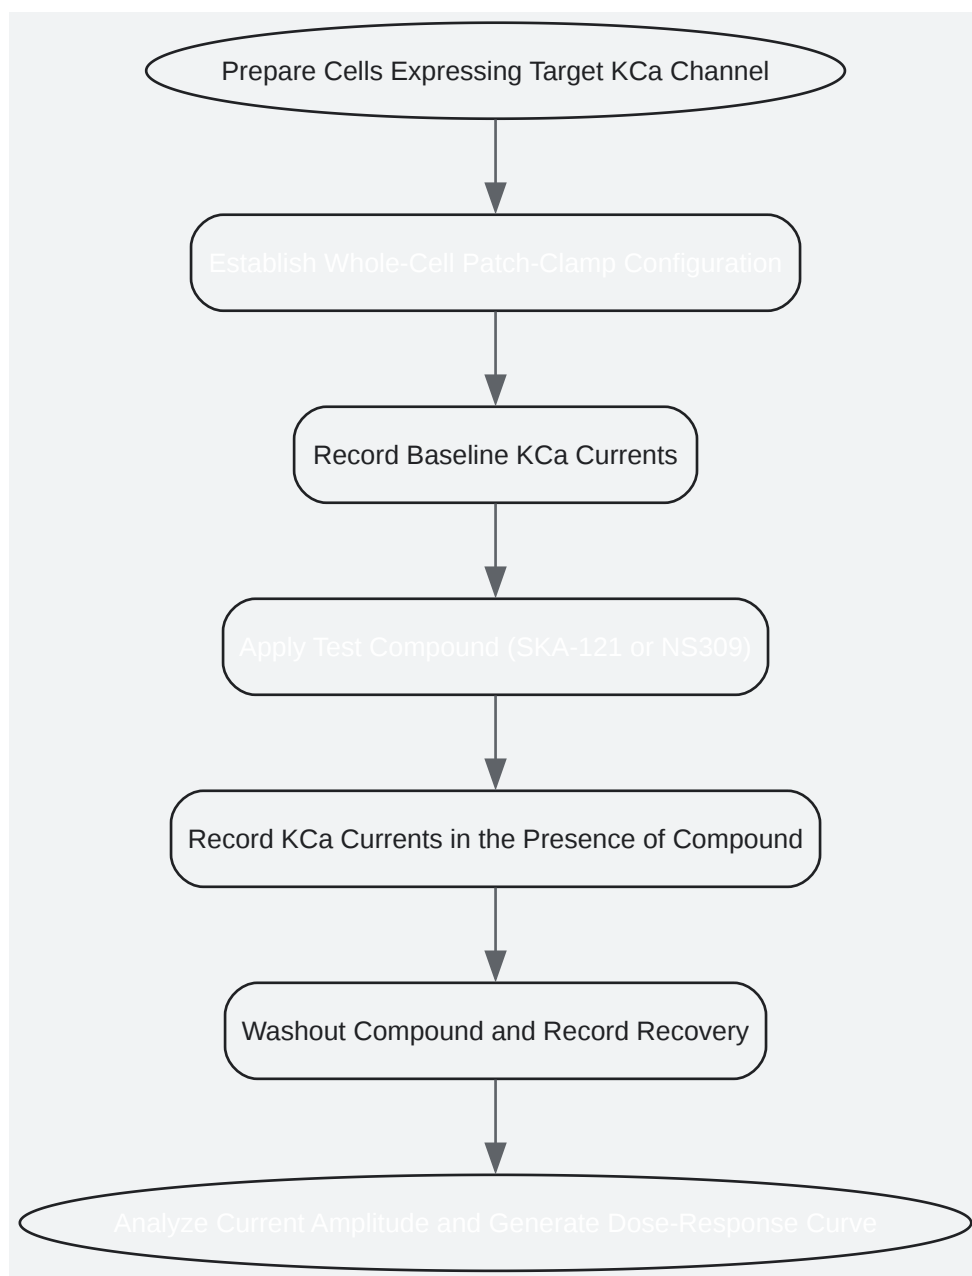 Prepare Cells Expressing Target KCa Channel
Establish Whole-Cell Patch-Clamp Configuration
Record Baseline KCa Currents
Apply Test Compound (SKA-121 or NS309)
Record KCa Currents in the Presence of Compound
Washout Compound and Record Recovery
Analyze Current Amplitude and Generate Dose-Response Curve